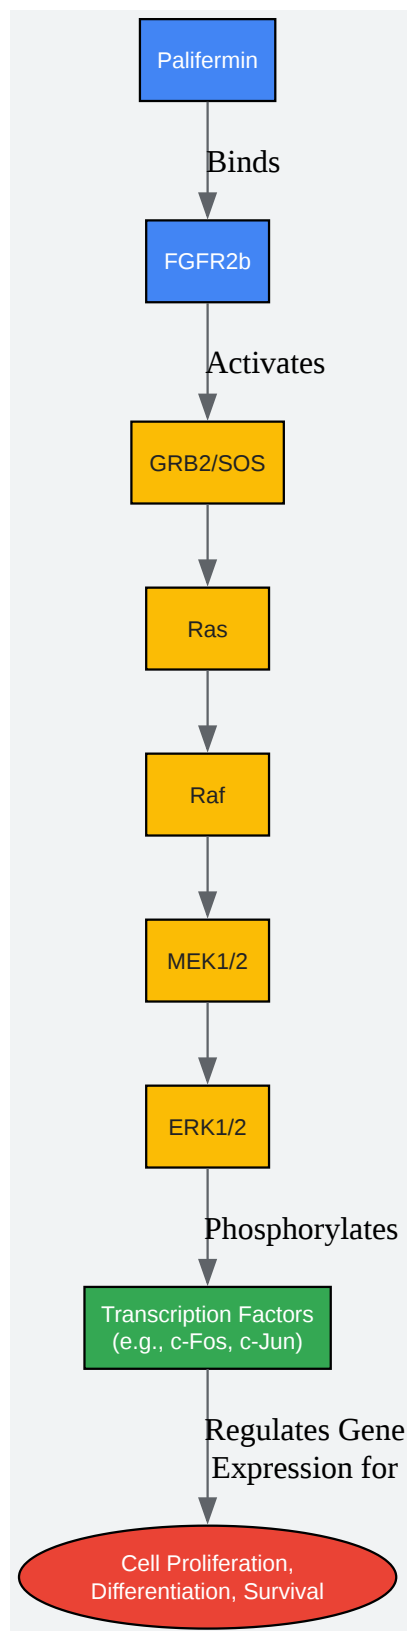 Palifermin
Binds
FGFR2b
Activates
GRB2/SOS
Ras
Raf
MEK1/2
ERK1/2
Phosphorylates
Transcription Factors
(e.g., c-Fos, c-Jun)
Regulates Gene
Expression for
Cell Proliferation,
Differentiation, Survival